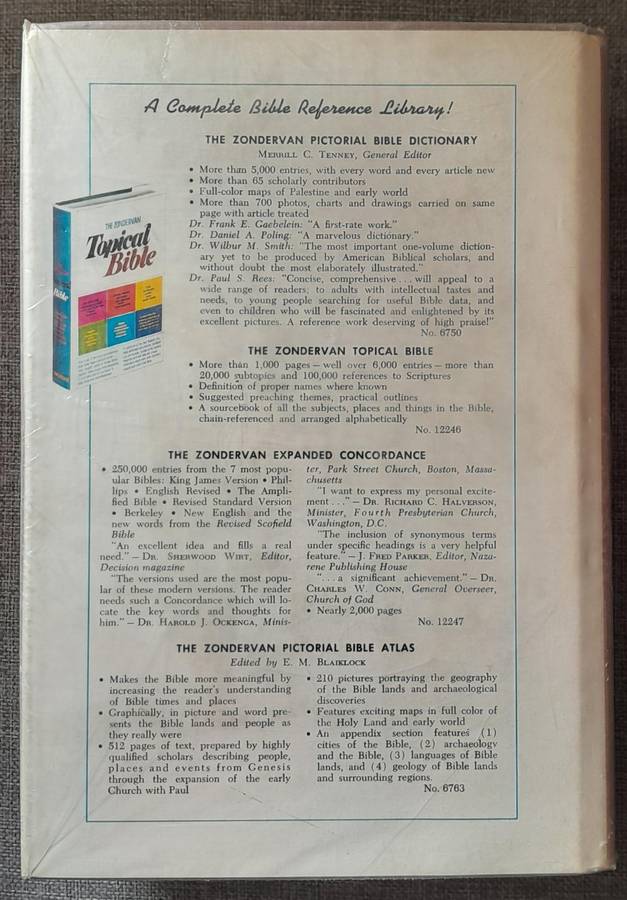 A Complete Bible Reference Library!
THE ZONDERVAN PICTORIAL BIBLE DICTIONARY
Merrill C. Tenney, General Editor
• More than 5,000 entries, with every word and every article new
• More than 65 scholarly contributors
• Full-color maps of Palestine and early world
• More than 700 photos, charts and drawings carried on same
page with article treated
Dr. Frank E. Gaebelein: "A first-rate work."
Dr. Daniel A. Poling: "A marvelous dictionary."
Dr. Wilbur M. Smith: "The most important one-volume diction-
ary yet to be produced by American Biblical scholars, and
without doubt the most elaborately illustrated."
Dr. Paul S. Rees: "Concise, comprehensive . . . will appeal to a
wide range of readers; to adults with intellectual tastes and
needs, to young people searching for useful Bible data, and
even to children who will be fascinated and enlightened by its
excellent pictures. A reference work deserving of high praise!"
No. 6750
THE ZONDERVAN
Topical
Bible
THE ZONDERVAN TOPICAL BIBLE
• More than 1,000 pages — well over 6,000 entries — more than
20,000 subtopics and 100,000 references to Scriptures
• Definition of proper names where known
• Suggested preaching themes, practical outlines
• A sourcebook of all the subjects, places and things in the Bible,
chain-referenced and arranged alphabetically
No. 12246
THE ZONDERVAN EXPANDED CONCORDANCE
• 250,000 entries from the 7 most popu-
ular Bibles: King James Version • Phil-
lips • English Revised • The Ampli-
fied Bible • Revised Standard Version
• Berkeley • New English and the
new words from the Revised Scofield
Bible
"An excellent idea and fills a real
need." — Dr. Sherwood Wirt, Editor,
Decision magazine
"The versions used are the most popu-
lar of these modern versions. The reader
needs such a Concordance which will lo-
cate the key words and thoughts for
him." — Dr. Harold J. Ockenga, Minis-
ter, Park Street Church, Boston, Massa-
chusetts
"I want to express my personal excite-
ment . . ." — Dr. Richard C. Halverson,
Minister, Fourth Presbyterian Church,
Washington, D.C.
"The inclusion of synonymous terms
under specific headings is a very helpful
feature." — J. Fred Parker, Editor, Naza-
rene Publishing House
". . . a significant achievement." — Dr.
Charles W. Conn, General Overseer,
Church of God
• Nearly 2,000 pages
No. 12247
THE ZONDERVAN PICTORIAL BIBLE ATLAS
Edited by E. M. Blaiklock
• Makes the Bible more meaningful by
increasing the reader's understanding
of Bible times and places
• Graphically, in picture and word pre-
sents the Bible lands and people as
they really were
• 512 pages of text, prepared by highly
qualified scholars describing people,
places and events from Genesis
through the expansion of the early
Church with Paul
• 210 pictures portraying the geography
of the Bible lands and archaeological
discoveries
• Features exciting maps in full color of
the Holy Land and early world
• An appendix section features (1)
cities of the Bible, (2) archaeology
and the Bible, (3) languages of Bible
lands, and (4) geology of Bible lands
and surrounding regions.
No. 6763